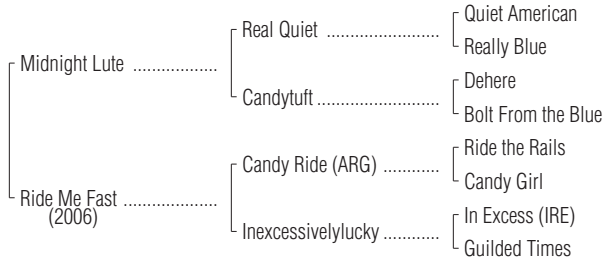 Quiet American
Real Quiet ....................
Really Blue
Midnight Lute ...............
Dehere
Candytuft......................
Bolt From the Blue
Ride the Rails
Candy Ride (ARG) ...........
Candy Girl
Ride Me Fast .................
(2006)
In Excess (IRE)
Inexcessivelylucky ...........
Guilded Times